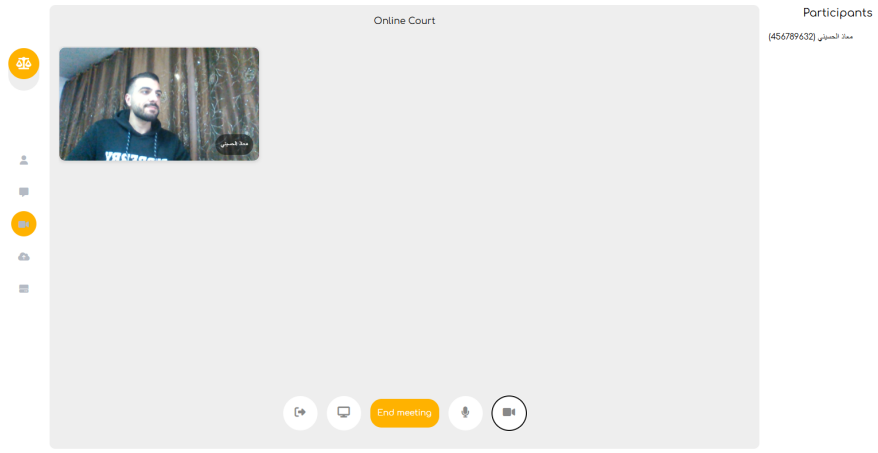 Online Court
Participants
معاذ الحسيني (456789632)
معاذ الحسيني
End meeting